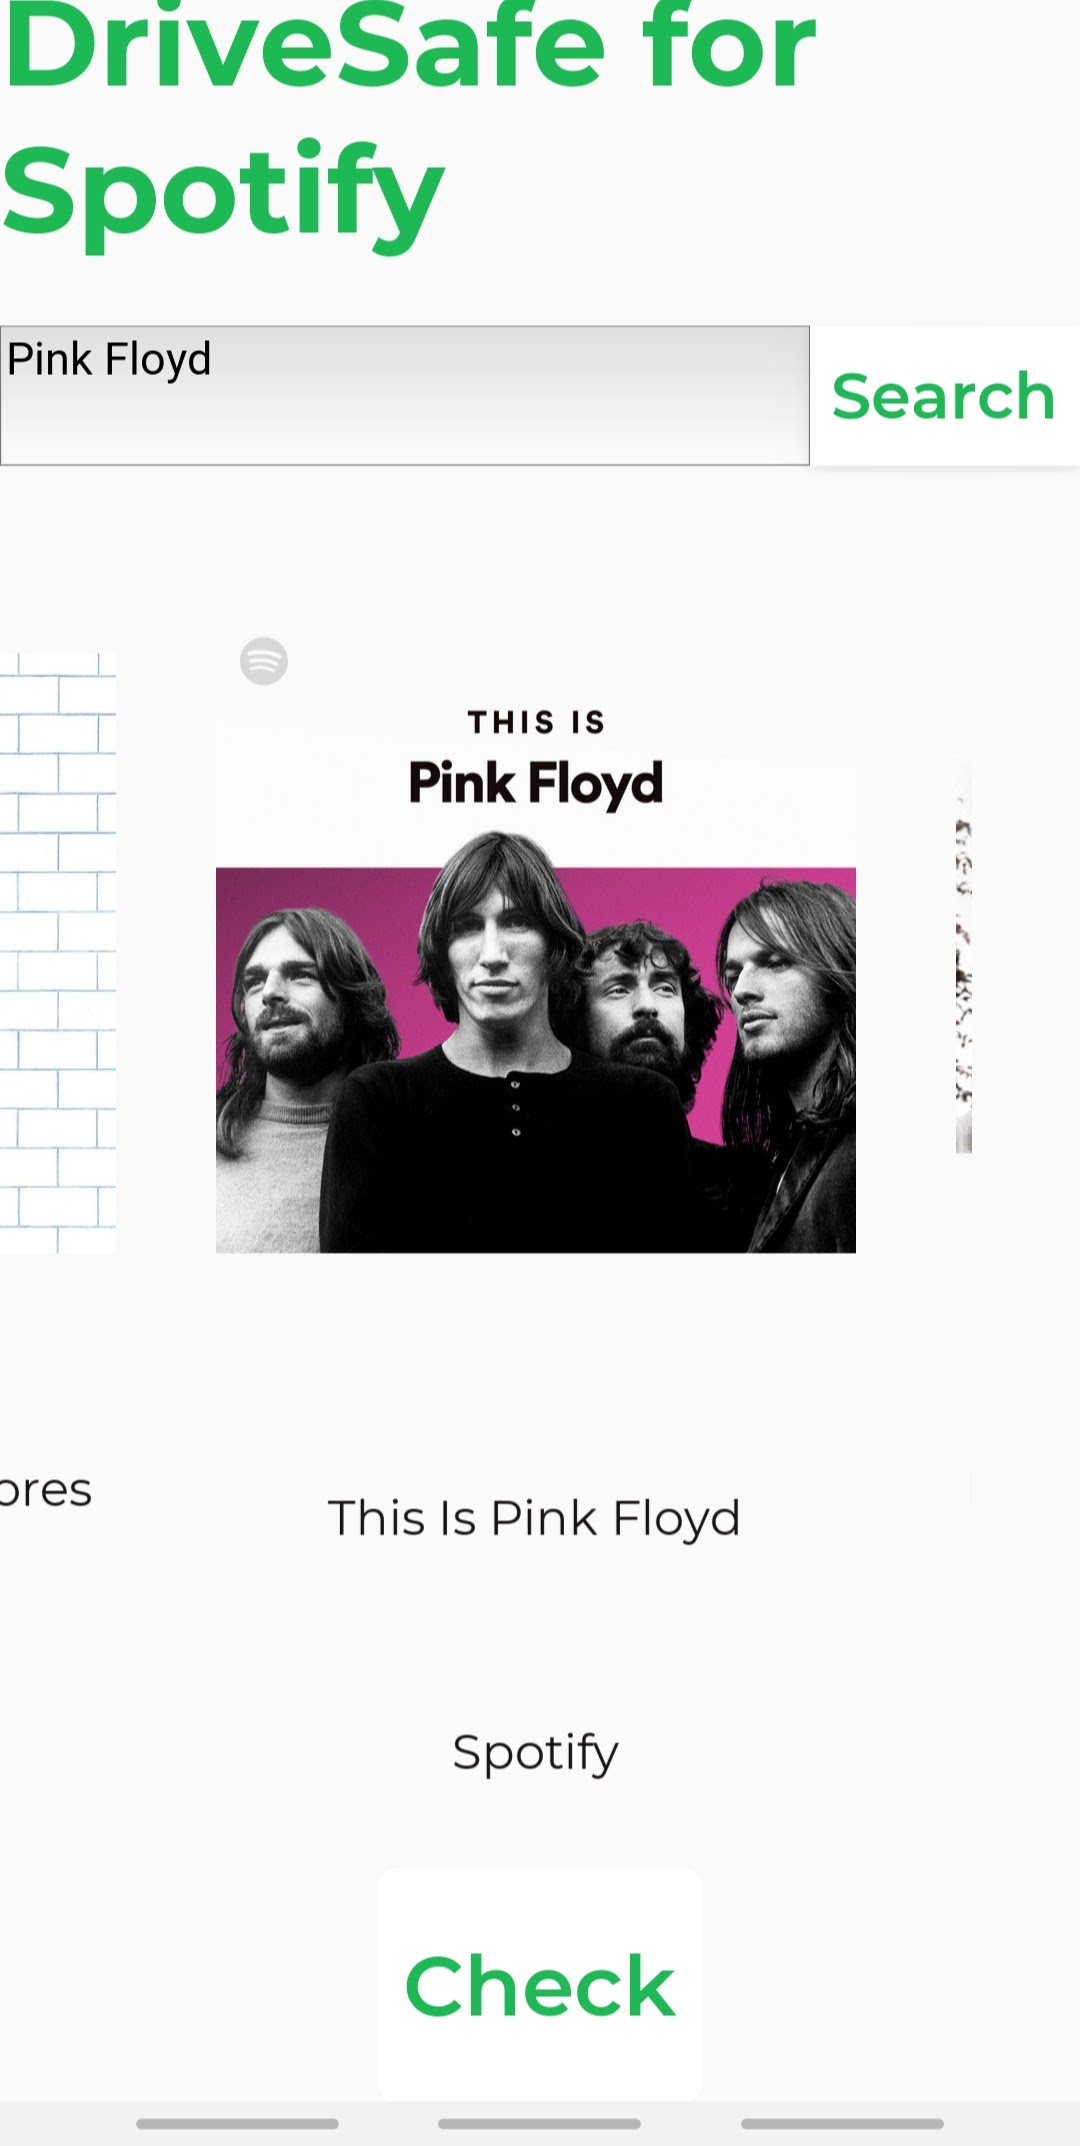 DriveSafe for
Spotify
Pink Floyd
Search
THIS IS
Pink Floyd
ores
This Is Pink Floyd
Spotify
Check